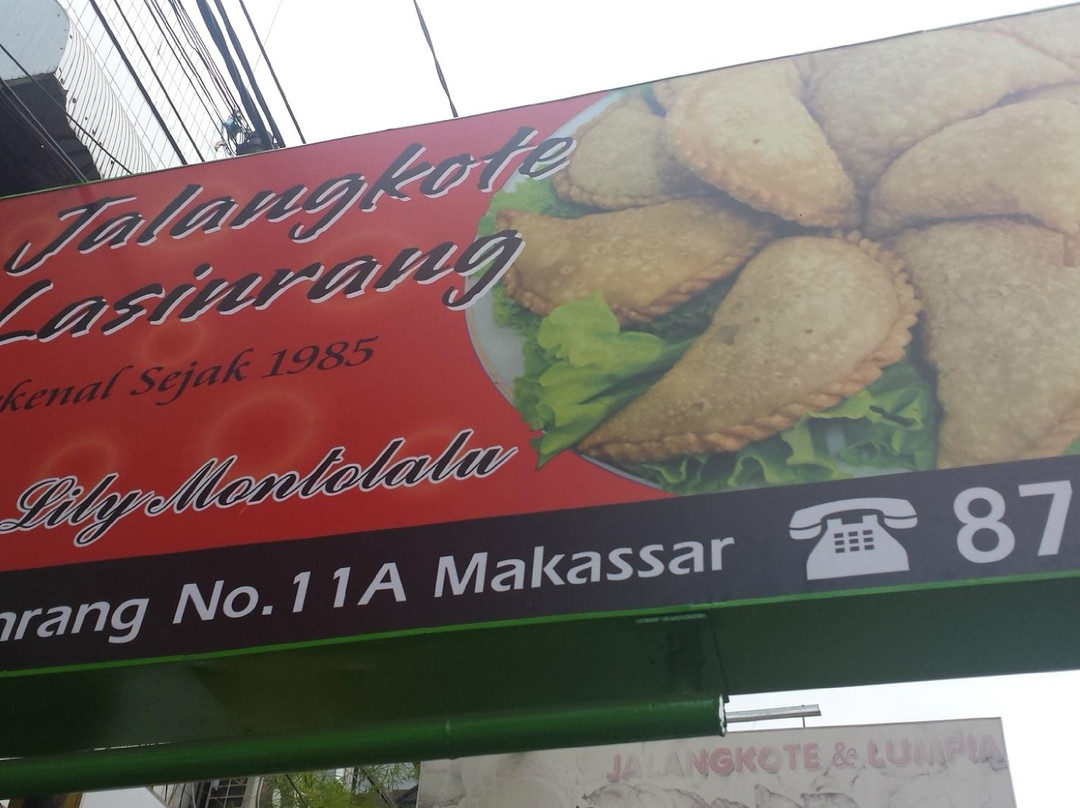 Jalangkote
Lasinrang
kenal Sejak 1985
Lily Montolalu
nrang No.11A Makassar
87
JALANGKOTE & LUMPIA